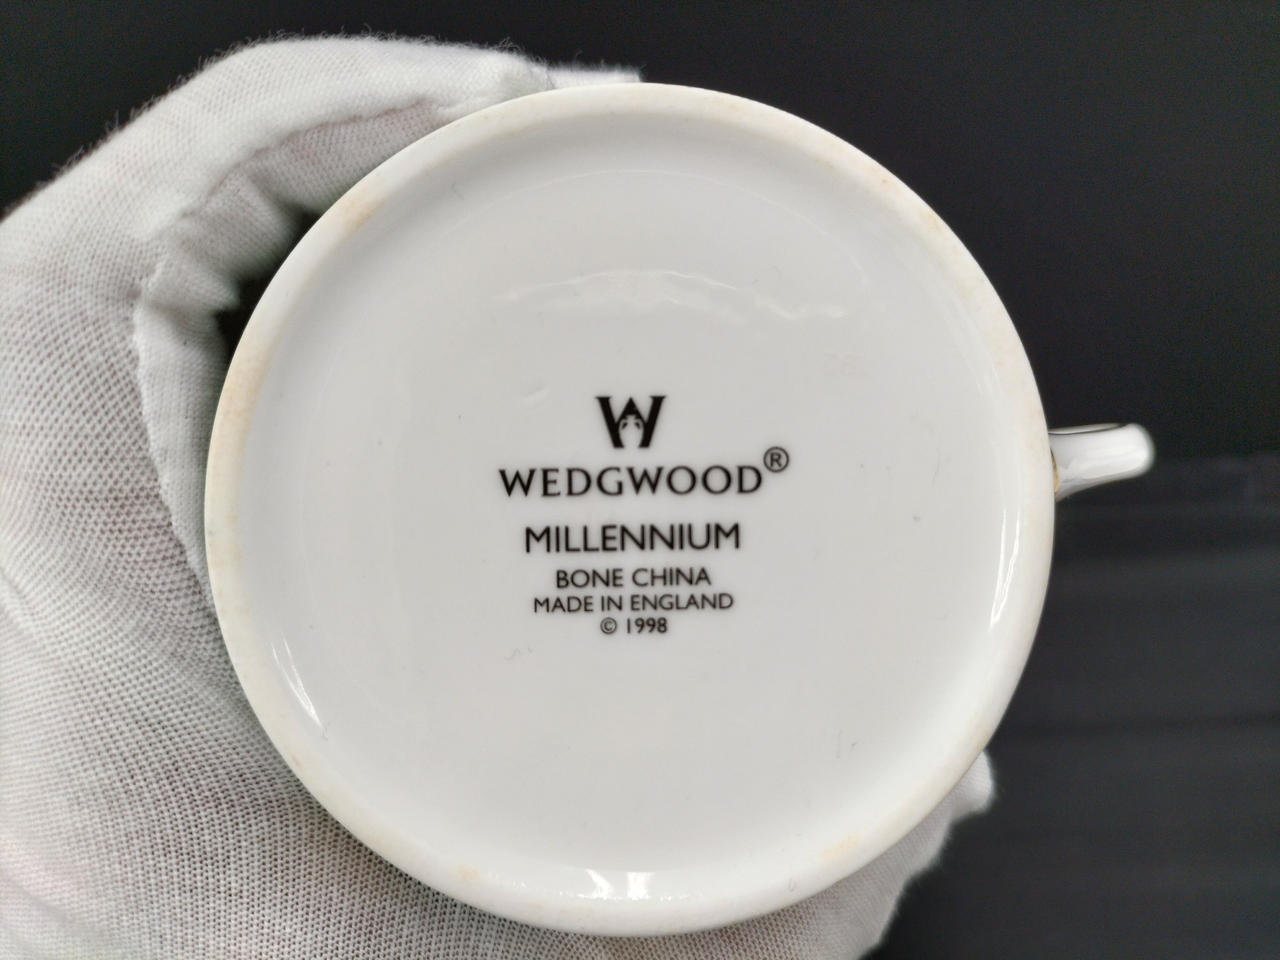 W
WEDGWOOD®
MILLENNIUM
BONE CHINA
MADE IN ENGLAND
© 1998